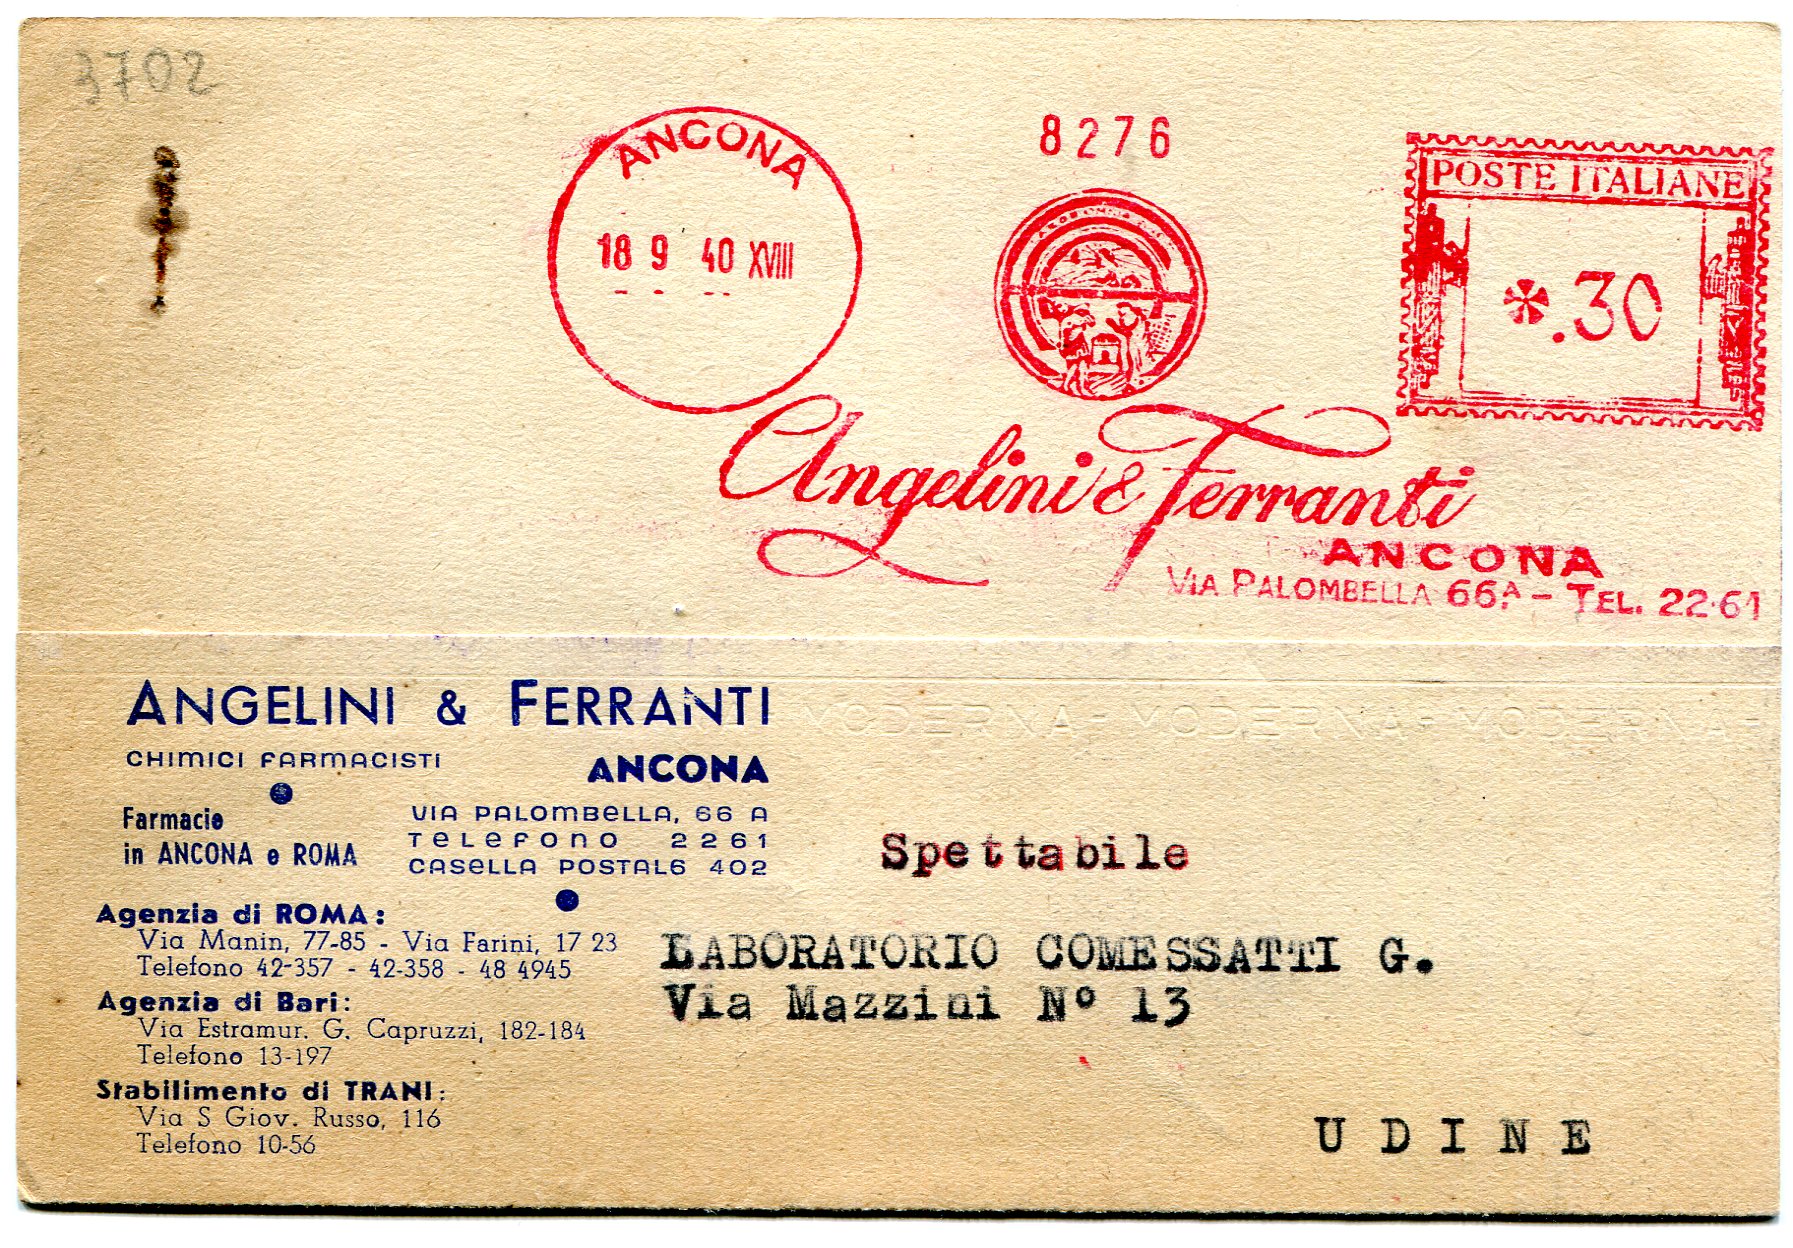 3702
ANCONA
18 9 40 XVIII
8276
POSTE ITALIANE
*.30
Angelini & Ferranti
ANCONA
VIA PALOMBELLA 66.A - TEL. 22·61
ANGELINI & FERRANTI
MODERNA - MODERNA - MODERNA -
CHIMICI FARMACISTI
ANCONA
Farmacie
in ANCONA e ROMA
VIA PALOMBELLA, 66 A
TELEFONO 2261
CASELLA POSTAL6 402
Agenzia di ROMA:
Via Manin, 77-85 - Via Farini, 17 23
Telefono 42-357 - 42-358 - 48 4945
Agenzia di Bari:
Via Estramur. G. Capruzzi, 182-184
Telefono 13-197
Stabilimento di TRANI:
Via S Giov. Russo, 116
Telefono 10-56
Spettabile
LABORATORIO COMESSATTI G.
Via Mazzini Nº 13
UDINE